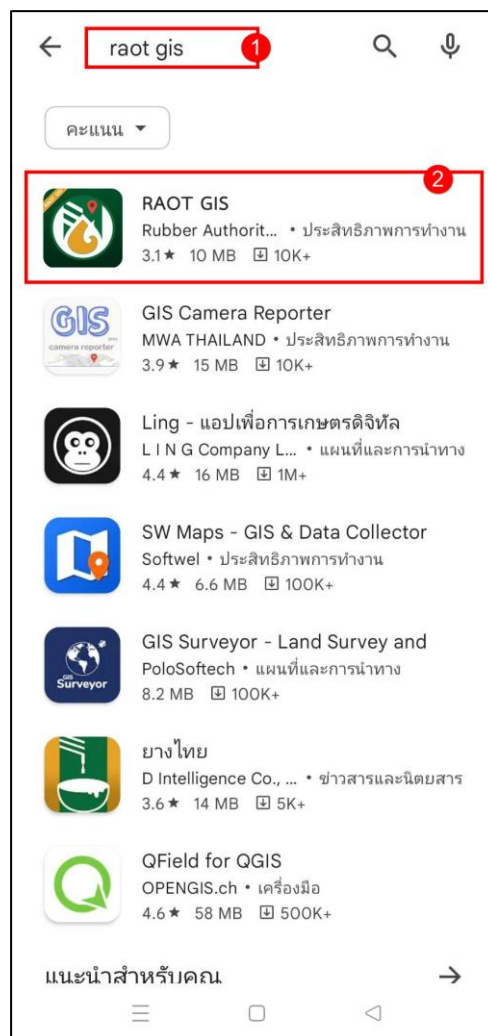 raot gis
1
คะแนน
2
RAOT GIS
Rubber Authorit... • ประสิทธิภาพการทำงาน
3.1★ 10 MB 10K+
GIS
camera reporter
GIS Camera Reporter
MWA THAILAND • ประสิทธิภาพการทำงาน
3.9★ 15 MB 10K+
Ling - แอปเพื่อการเกษตรดิจิทัล
L I N G Company L... • แผนที่และการนำทาง
4.4★ 16 MB 1M+
SW Maps - GIS & Data Collector
Softwel • ประสิทธิภาพการทำงาน
4.4★ 6.6 MB 100K+
GIS
Surveyor
GIS Surveyor - Land Survey and
PoloSoftech • แผนที่และการนำทาง
8.2 MB 100K+
ยางไทย
D Intelligence Co., ... • ข่าวสารและนิตยสาร
3.6★ 14 MB 5K+
QField for QGIS
OPENGIS.ch • เครื่องมือ
4.6★ 58 MB 500K+
แนะนำสำหรับคุณ